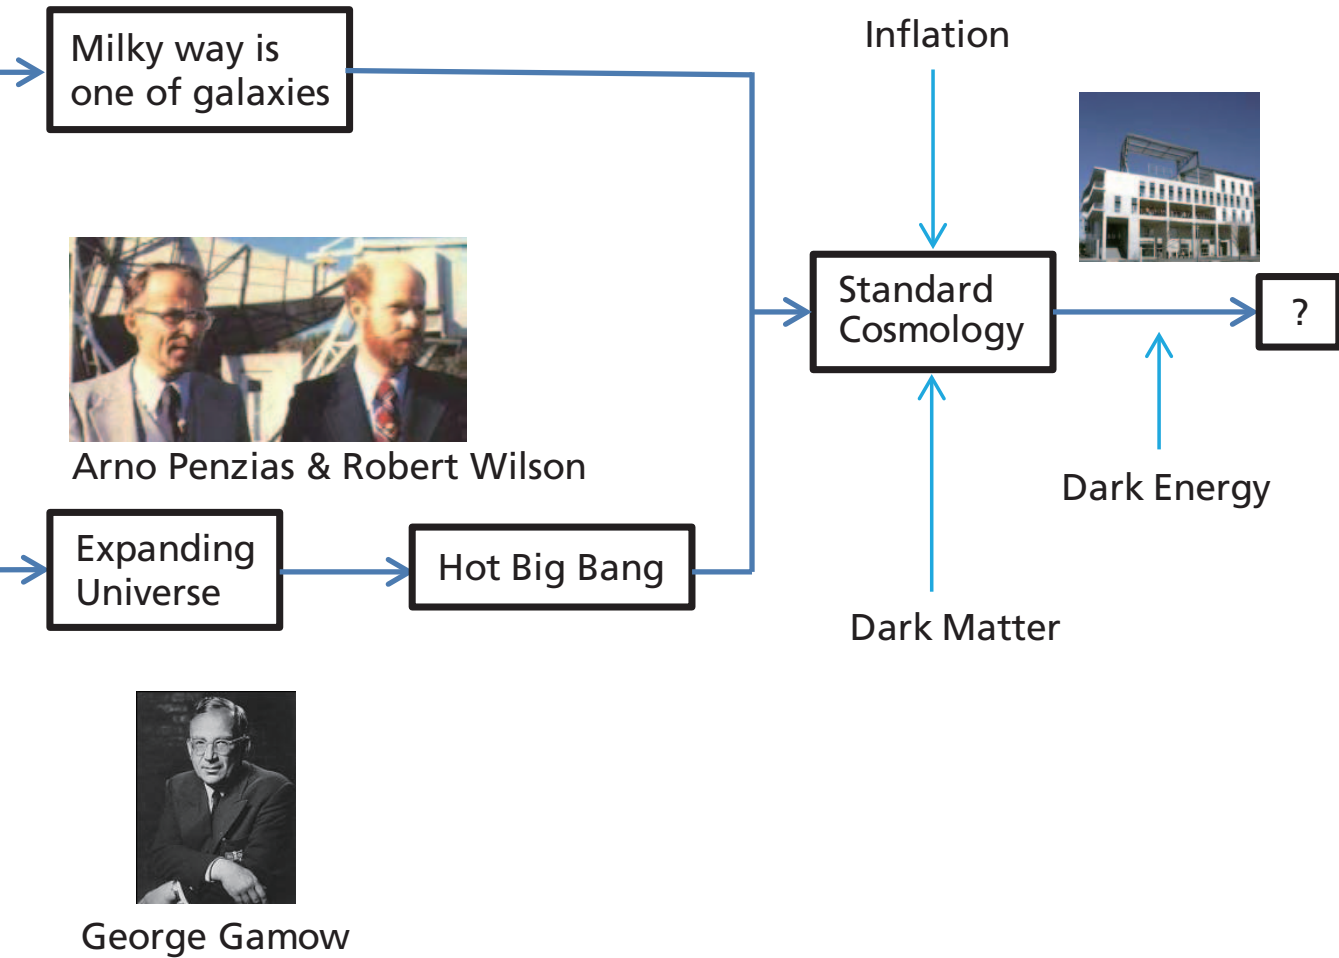 Milky way is
one of galaxies
Inflation
Standard
Cosmology
?
Arno Penzias & Robert Wilson
Dark Energy
Expanding
Universe
Hot Big Bang
Dark Matter
George Gamow